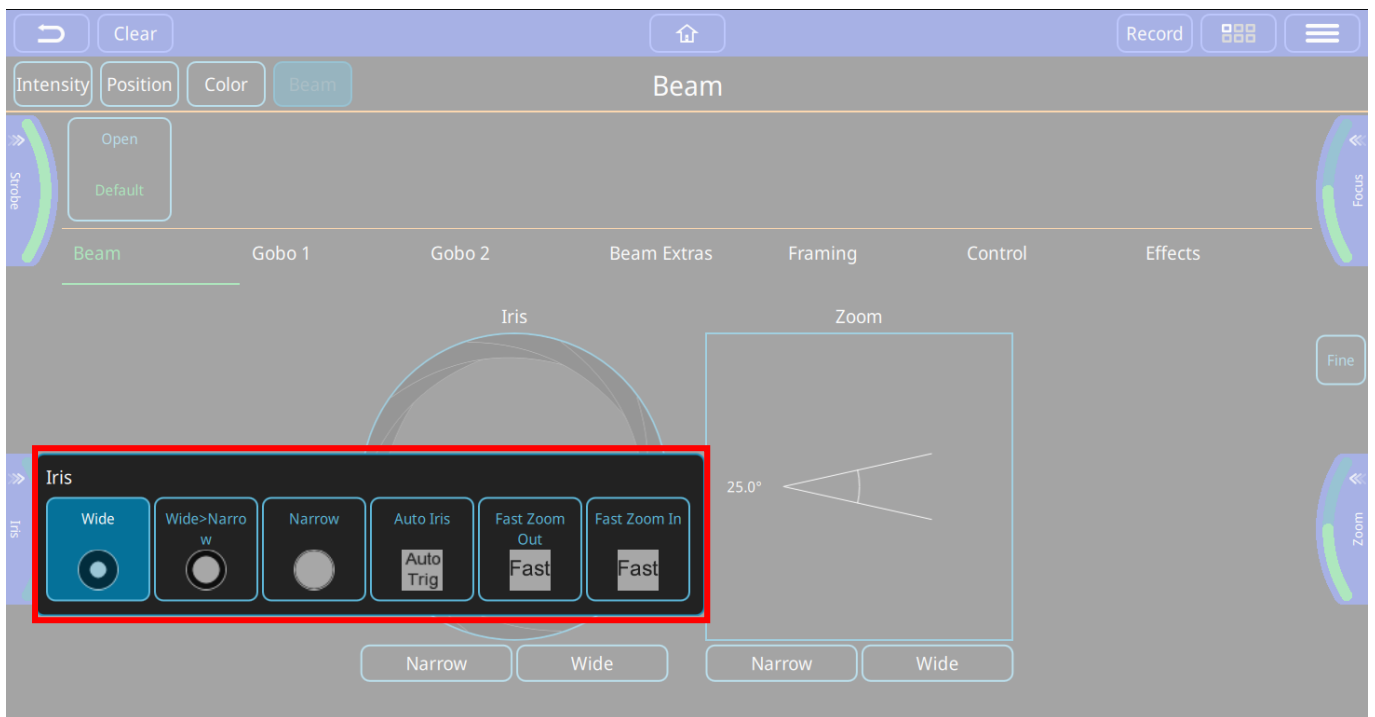 Clear
Record
Intensity Position Color Beam
Beam
Open
Default
Strobe
Focus
Beam Gobo 1 Gobo 2 Beam Extras Framing Control Effects
Iris
Zoom
Fine
25.0°
Iris
Iris
Wide
Wide>Narro
w
Narrow
Auto Iris
Auto
Trig
Fast Zoom
Out
Fast
Fast Zoom In
Fast
Zoom
Narrow Wide
Narrow Wide